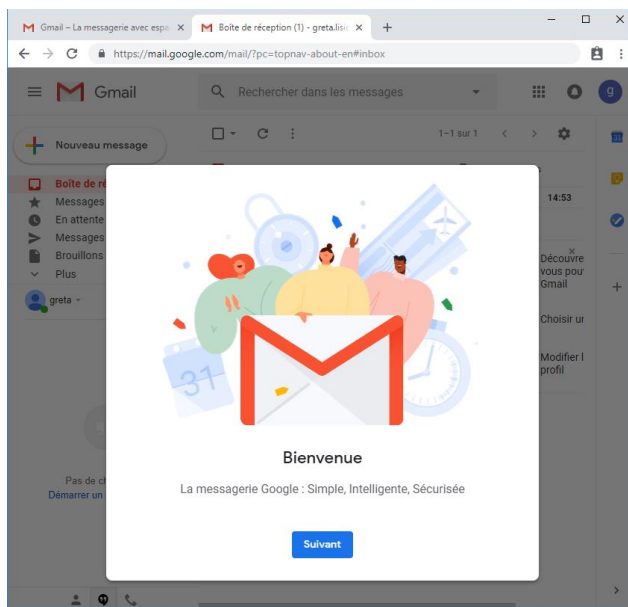 Gmail – La messagerie avec espa
Boîte de réception (1) - greta.lisie
https://mail.google.com/mail/?pc=topnav-about-en#inbox
Gmail
Rechercher dans les messages
g
Nouveau message
1–1 sur 1
31
Boîte de ré
Messages
14:53
En attente
Messages
Brouillons
Plus
Découvre
vous pou
Gmail
greta
Choisir un
Modifier l
profil
31
Bienvenue
La messagerie Google : Simple, Intelligente, Sécurisée
Pas de c
Démarrer un
Suivant